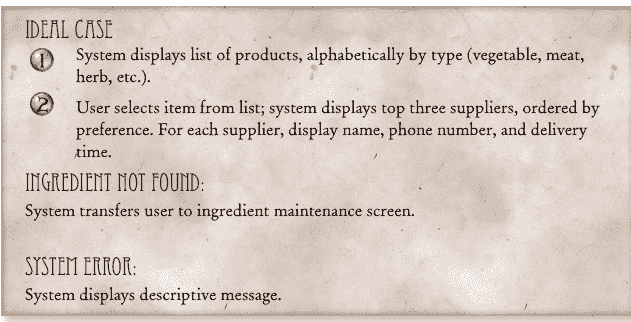 IDEAL CASE
1 System displays list of products, alphabetically by type (vegetable, meat,
herb, etc.).
2 User selects item from list; system displays top three suppliers, ordered by
preference. For each supplier, display name, phone number, and delivery
time.
INGREDIENT NOT FOUND:
System transfers user to ingredient maintenance screen.
SYSTEM ERROR:
System displays descriptive message.